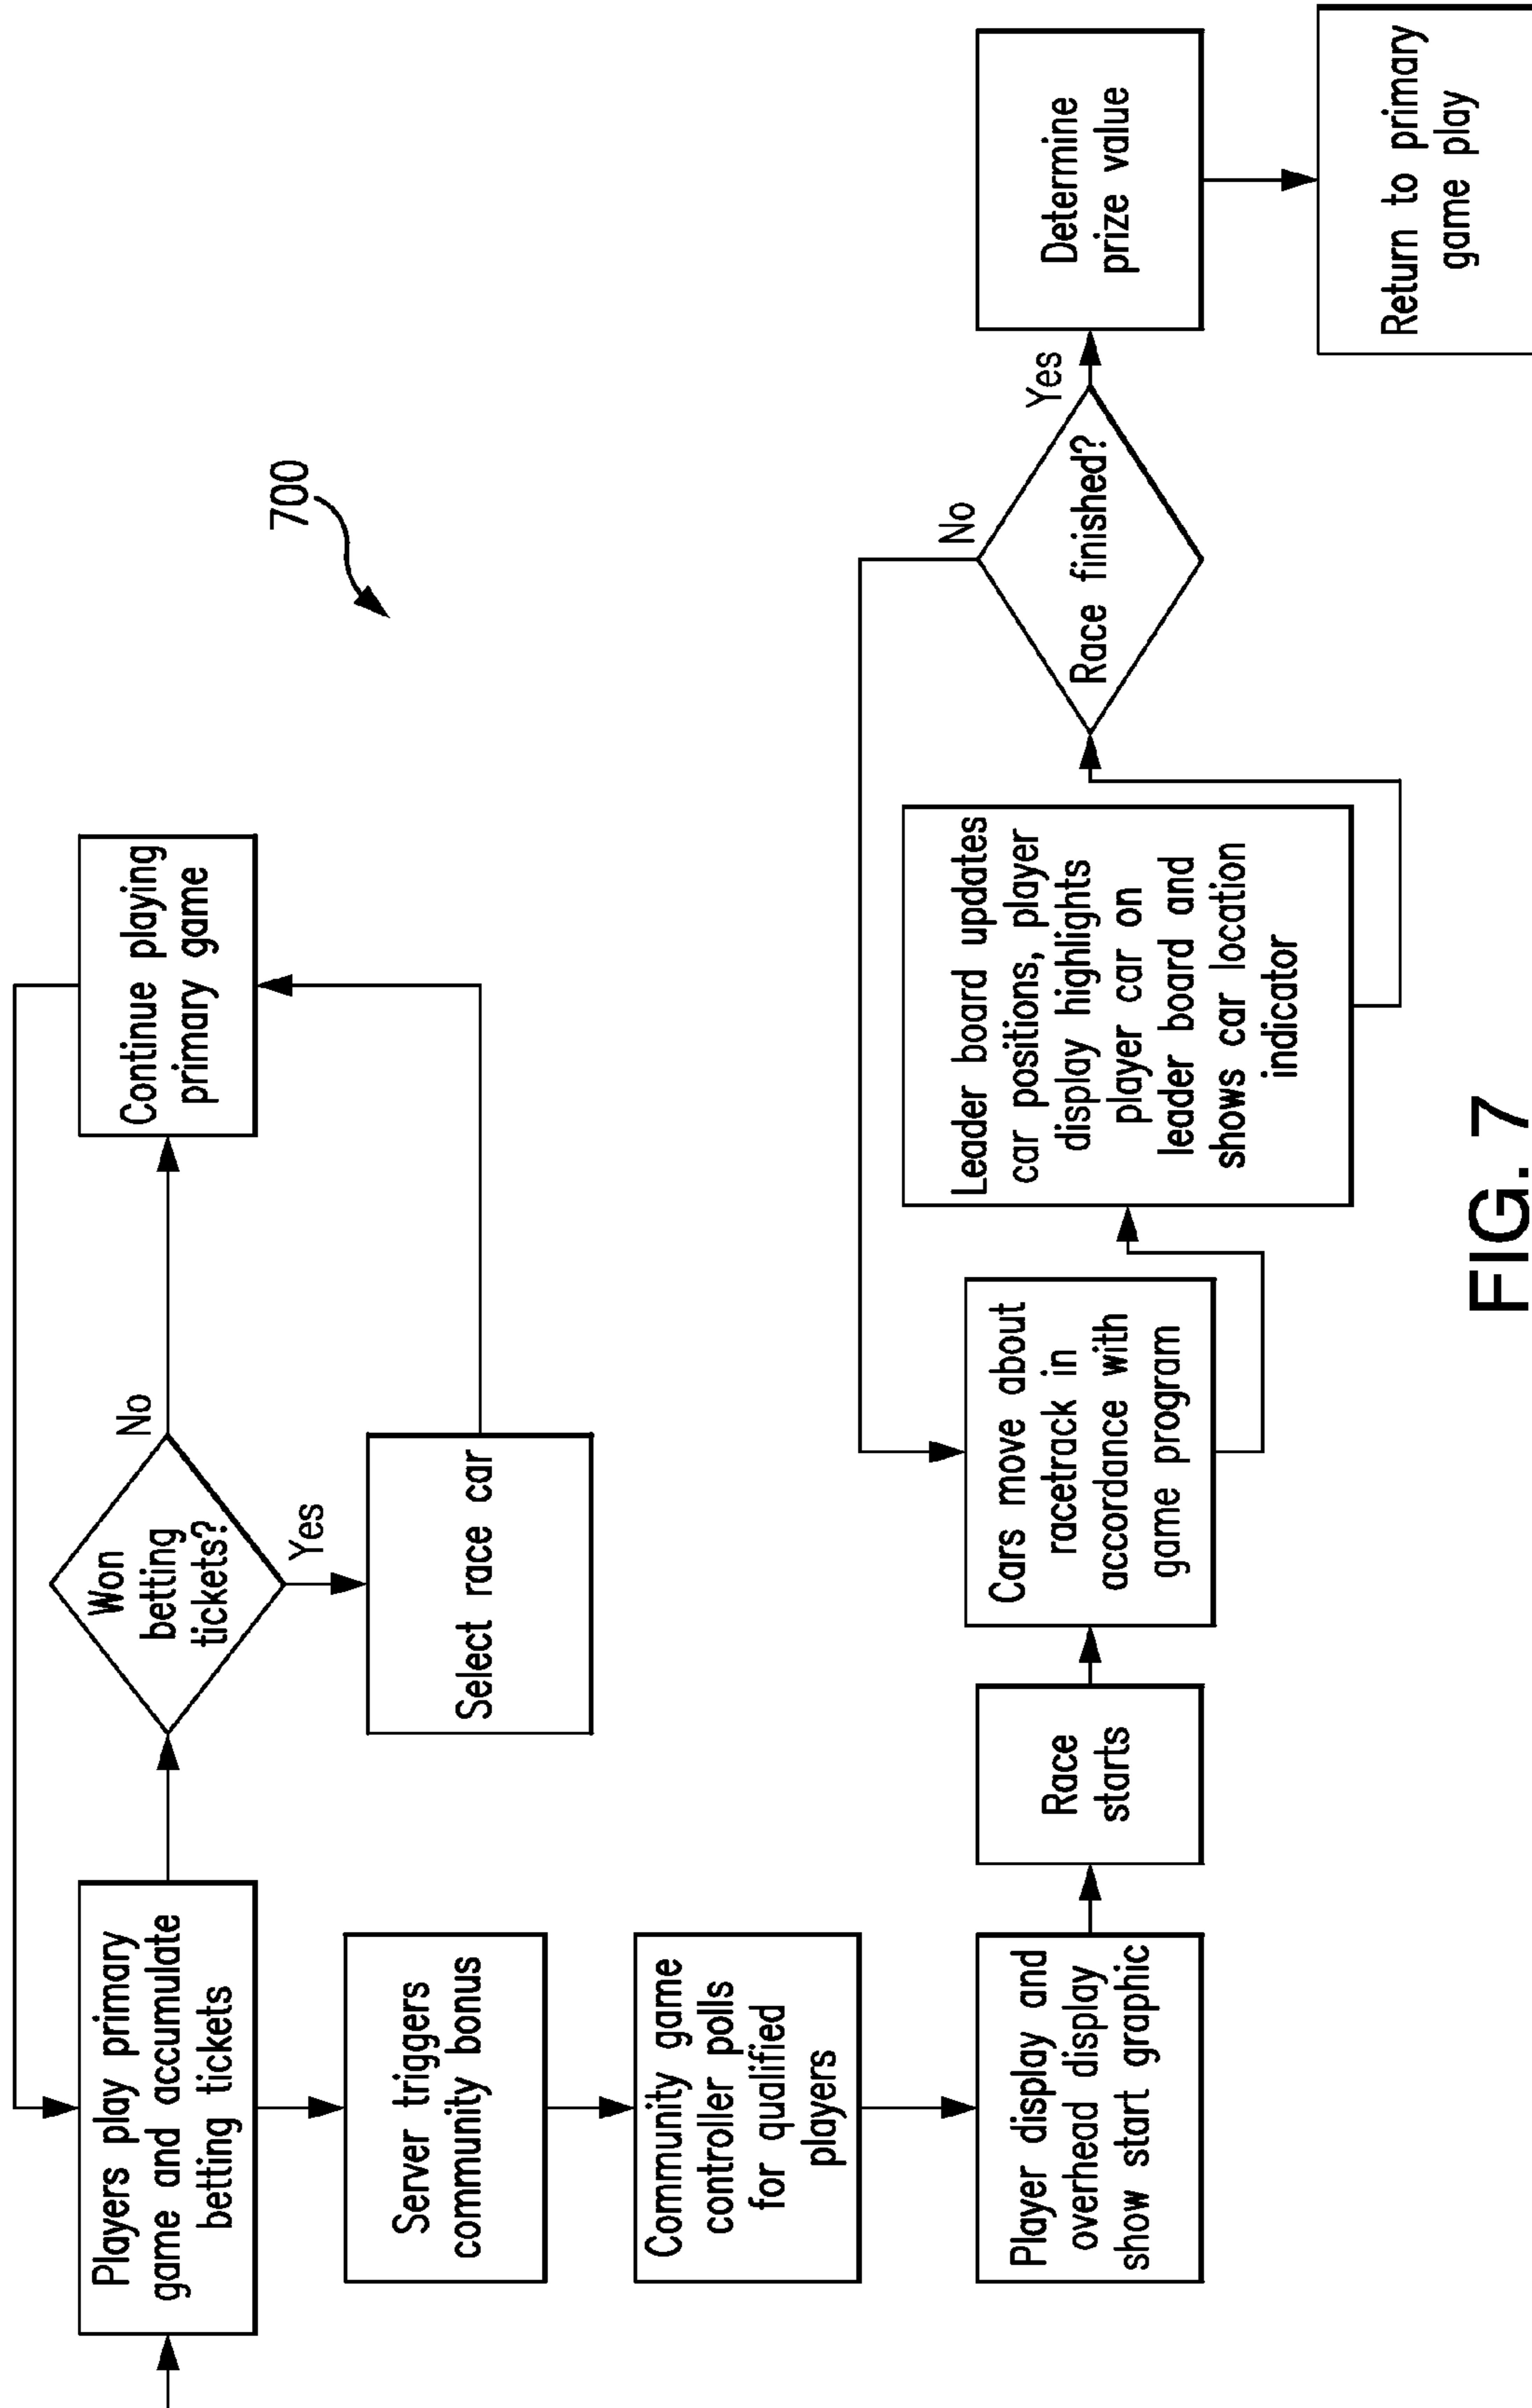 700
Players play primary
game and accumulate
betting tickets
Won
betting
tickets?
No
Yes
Continue playing
primary game
Select race car
Server triggers
community bonus
Community game
controller polls
for qualified
players
Player display and
overhead display
show start graphic
Race
starts
Cars move about
racetrack in
accordance with
game program
Leader board updates
car positions, player
display highlights
player car on
leader board and
shows car location
indicator
Race finished?
No
Yes
Determine
prize value
Return to primary
game play
FIG. 7